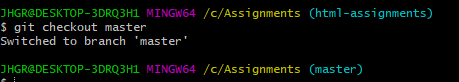 JHGR@DESKTOP-3DRQ3H1 MINGW64 /c/Assignments (html-assignments)
$ git checkout master
Switched to branch 'master'
JHGR@DESKTOP-3DRQ3H1 MINGW64 /c/Assignments (master)
$